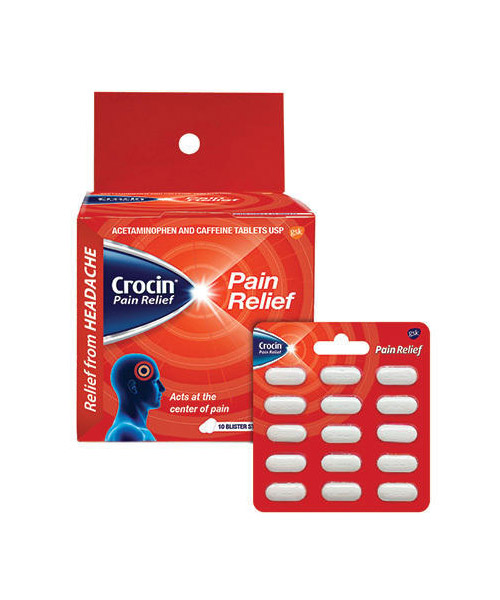 ACETAMINOPHEN AND CAFFEINE TABLETS USP
gsk
Crocin®
Pain Relief
Pain
Relief
Relief from HEADACHE
Acts at the
center of pain
10 BLISTER
Crocin®
Pain Relief
gsk
Pain Relief